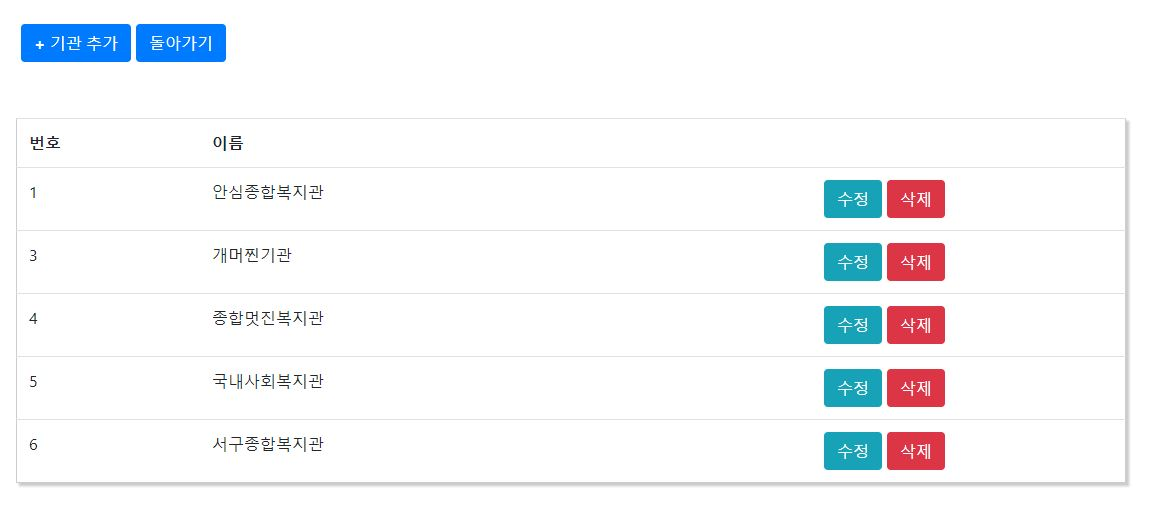 + 기관 추가 돌아가기
번호 이름
1 안심종합복지관 수정 삭제
3 개머찐기관 수정 삭제
4 종합멋진복지관 수정 삭제
5 국내사회복지관 수정 삭제
6 서구종합복지관 수정 삭제